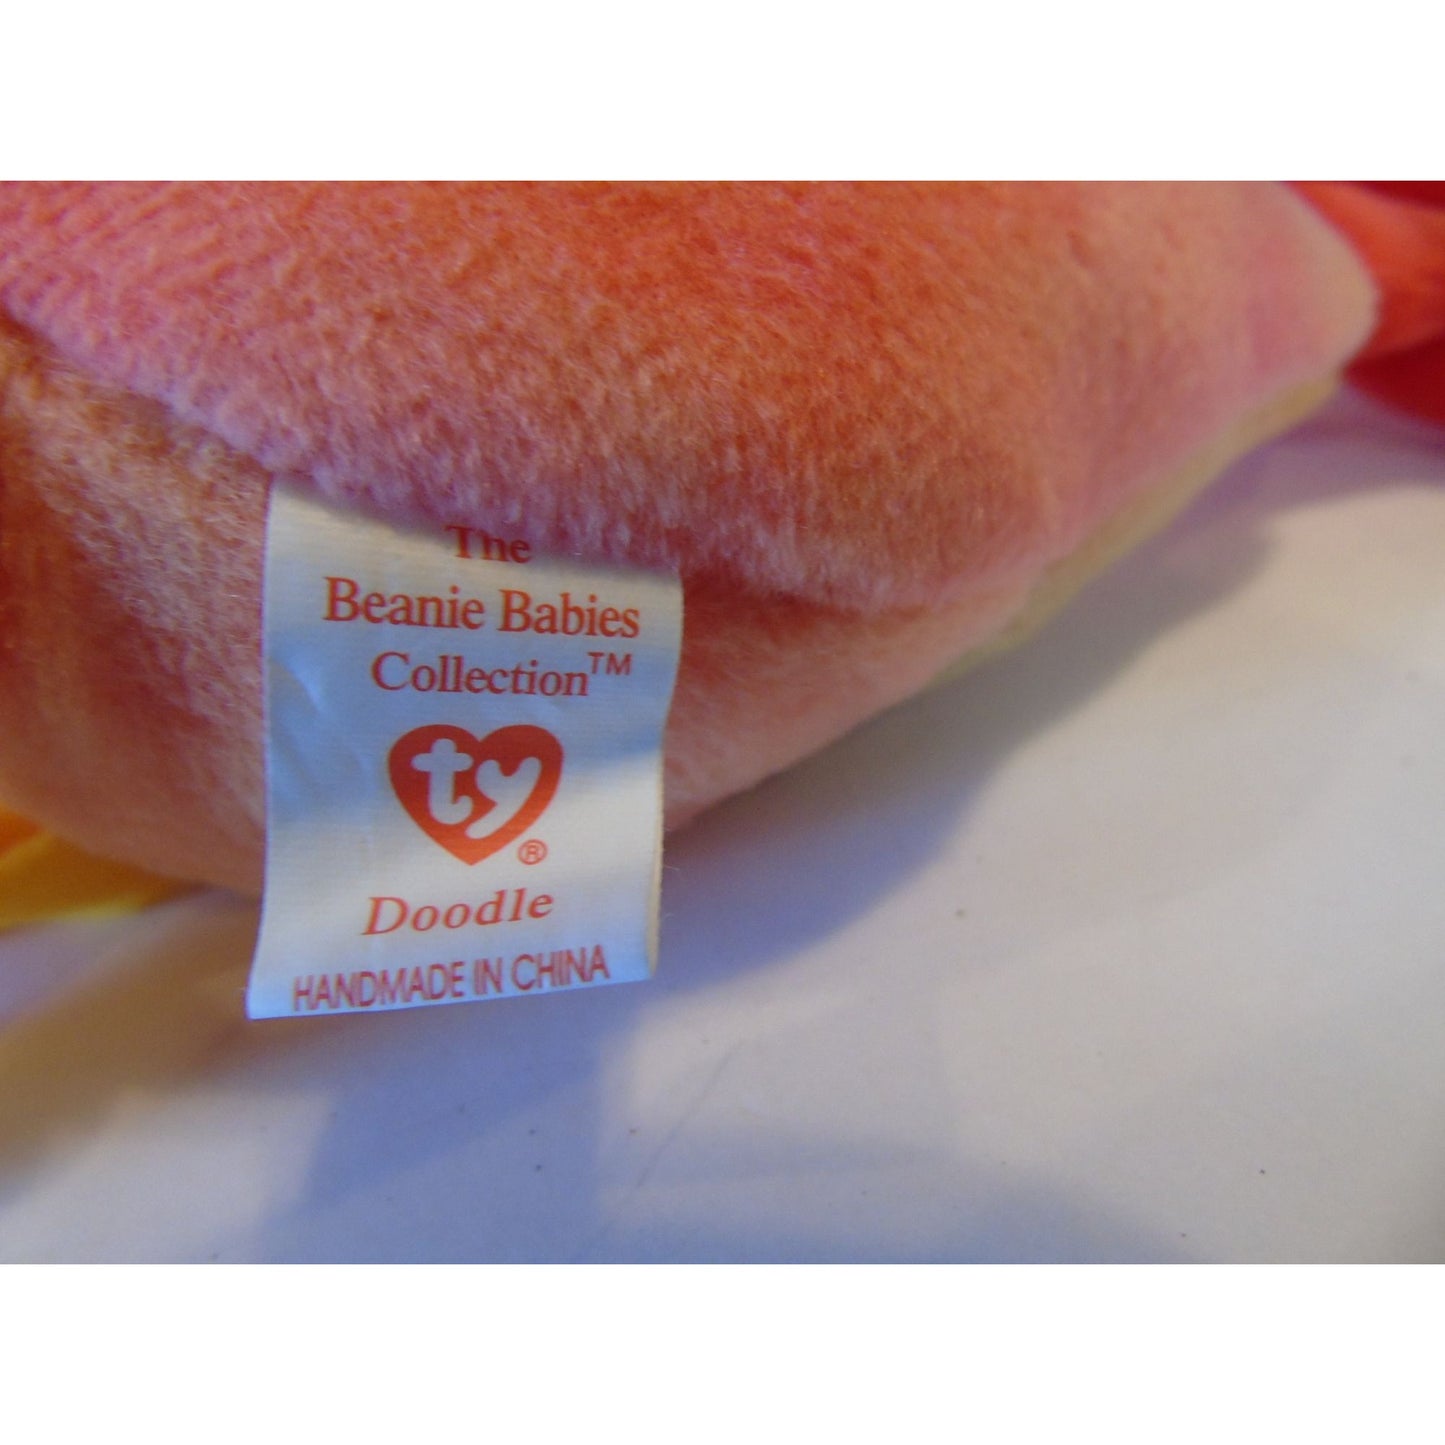 The
Beanie Babies
Collection™
ty®
Doodle
HANDMADE IN CHINA